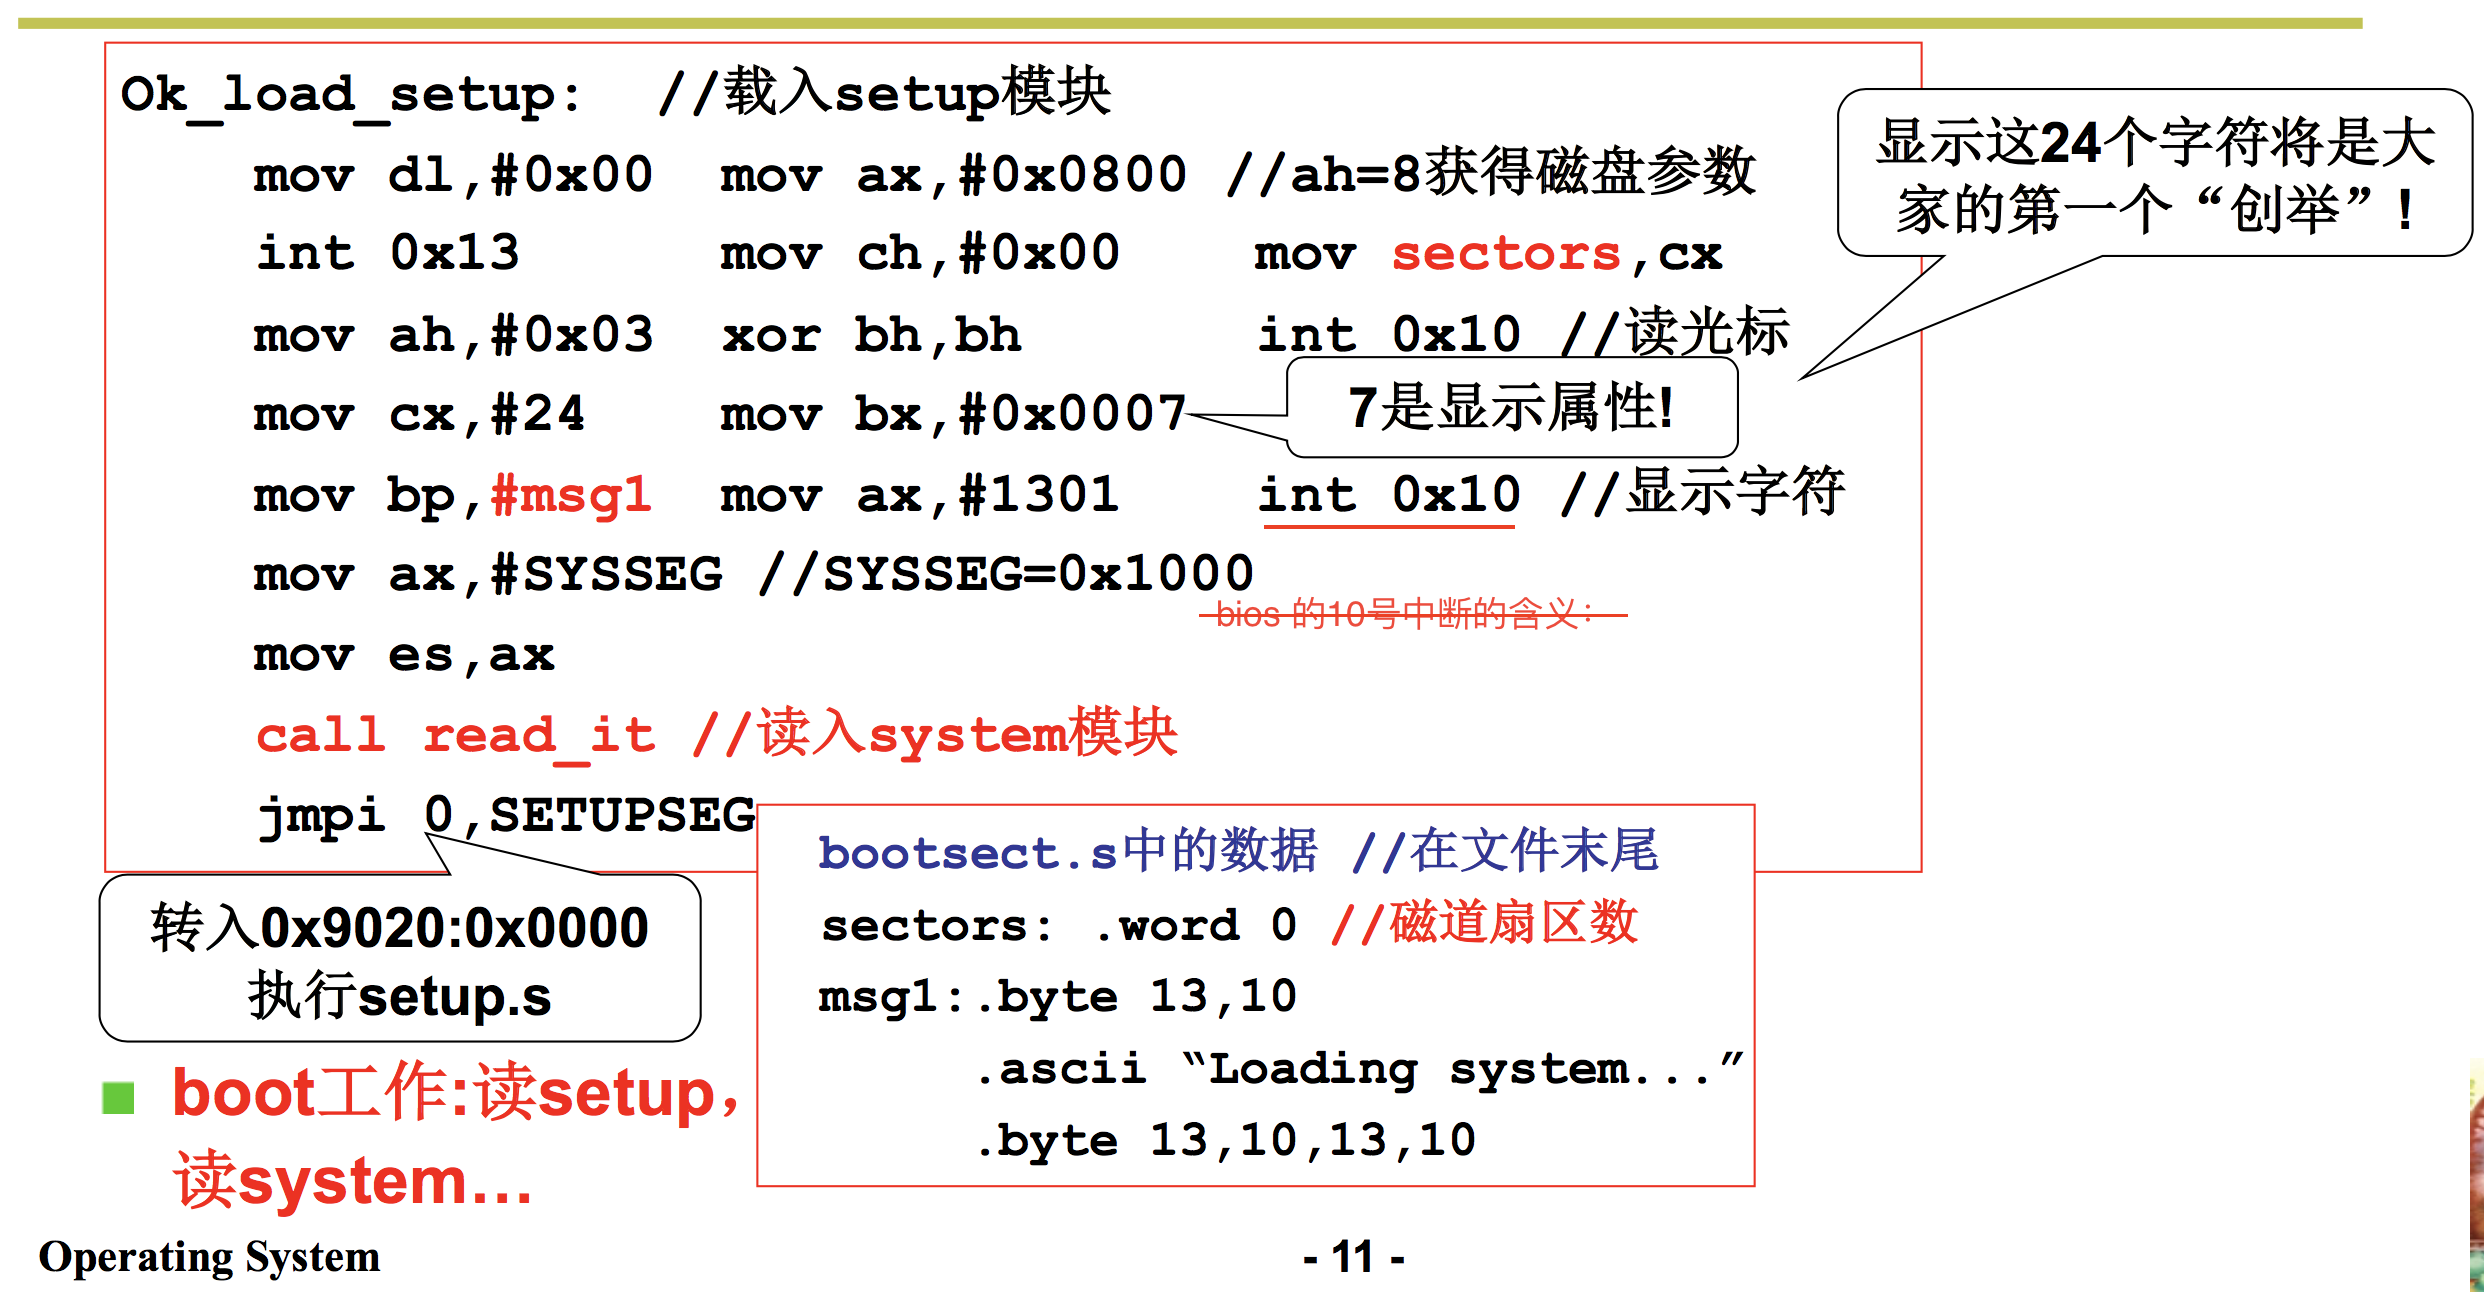 Ok_load_setup: //载入setup模块
mov dl,#0x00 mov ax,#0x0800 //ah=8获得磁盘参数
int 0x13 mov ch,#0x00 mov sectors,cx
mov ah,#0x03 xor bh,bh int 0x10 //读光标
mov cx,#24 mov bx,#0x0007
mov bp,#msg1 mov ax,#1301 int 0x10 //显示字符
mov ax,#SYSSEG //SYSSEG=0x1000
bios 的10号中断的含义：
mov es,ax
call read_it //读入system模块
jmpi 0,SETUPSEG
显示这24个字符将是大
家的第一个“创举”!
7是显示属性!
转入0x9020:0x0000
执行setup.s
bootsect.s中的数据 //在文件末尾
sectors: .word 0 //磁道扇区数
msg1:.byte 13,10
.ascii “Loading system...”
.byte 13,10,13,10
boot工作:读setup，
读system…
Operating System
- 11 -